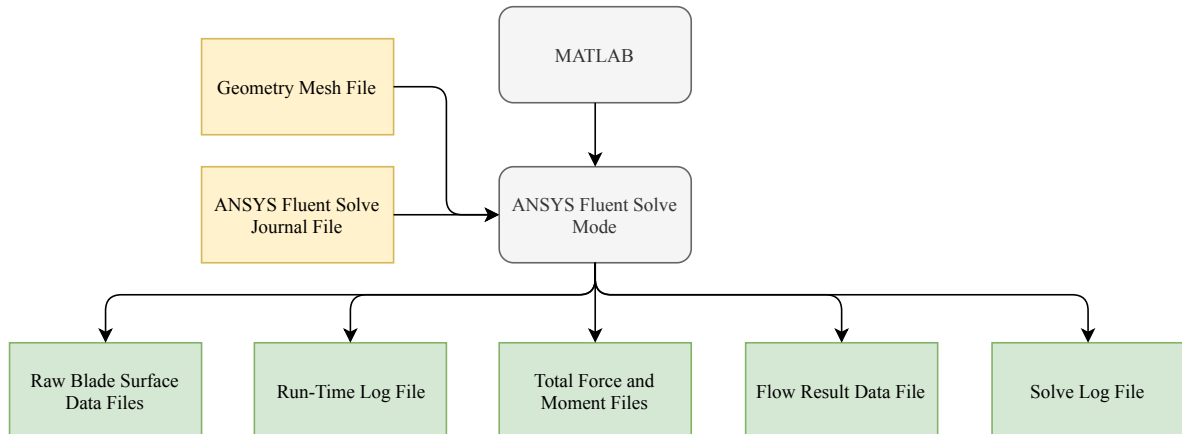 MATLAB
Geometry Mesh File
ANSYS Fluent Solve
Journal File
ANSYS Fluent Solve
Mode
Raw Blade Surface
Data Files
Run-Time Log File
Total Force and
Moment Files
Flow Result Data File
Solve Log File